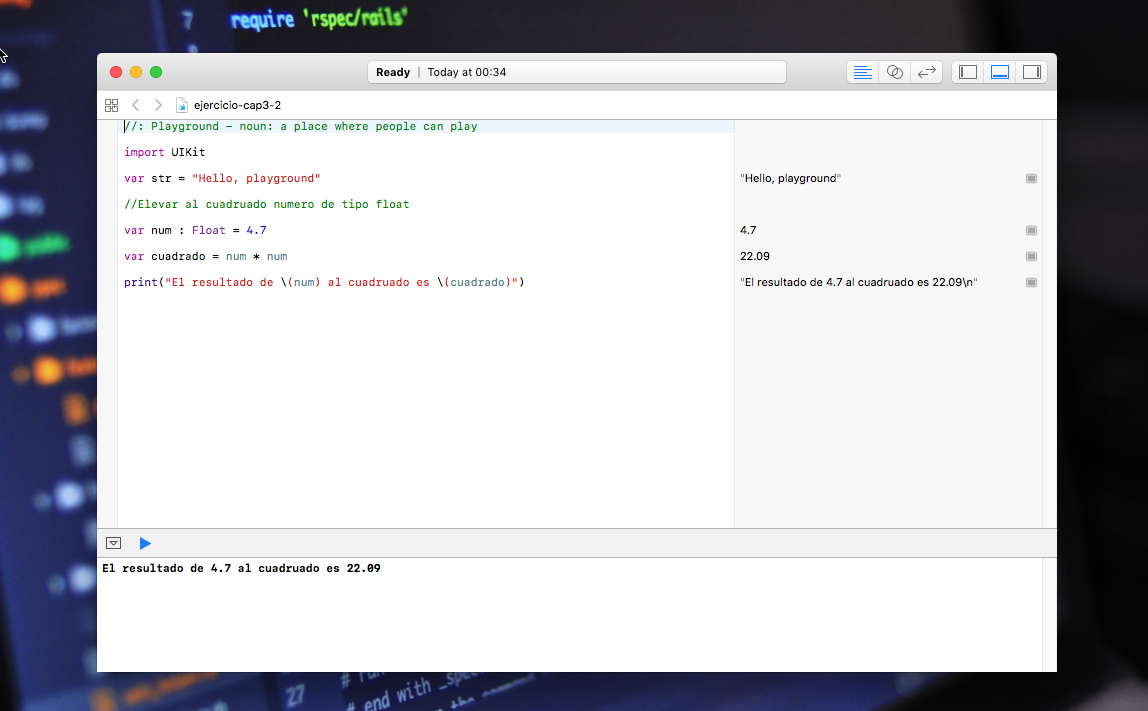 7 require 'rspec/rails'
Ready | Today at 00:34
ejercicio-cap3-2
//: Playground - noun: a place where people can play
import UIKit
var str = "Hello, playground"
"Hello, playground"
//Elevar al cuadruado numero de tipo float
var num : Float = 4.7
4.7
var cuadrado = num * num
22.09
print("El resultado de \(num) al cuadruado es \(cuadrado)")
"El resultado de 4.7 al cuadruado es 22.09\n"
El resultado de 4.7 al cuadruado es 22.09
# run
27 # end with _spec
the command